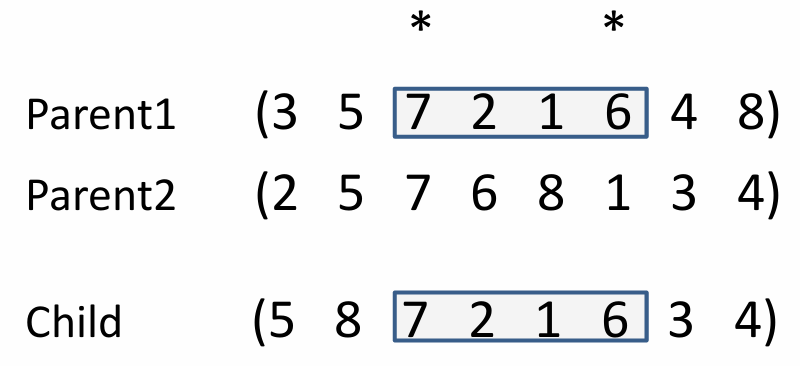 * *
Parent1 (3 5 7 2 1 6 4 8)
Parent2 (2 5 7 6 8 1 3 4)
Child (5 8 7 2 1 6 3 4)